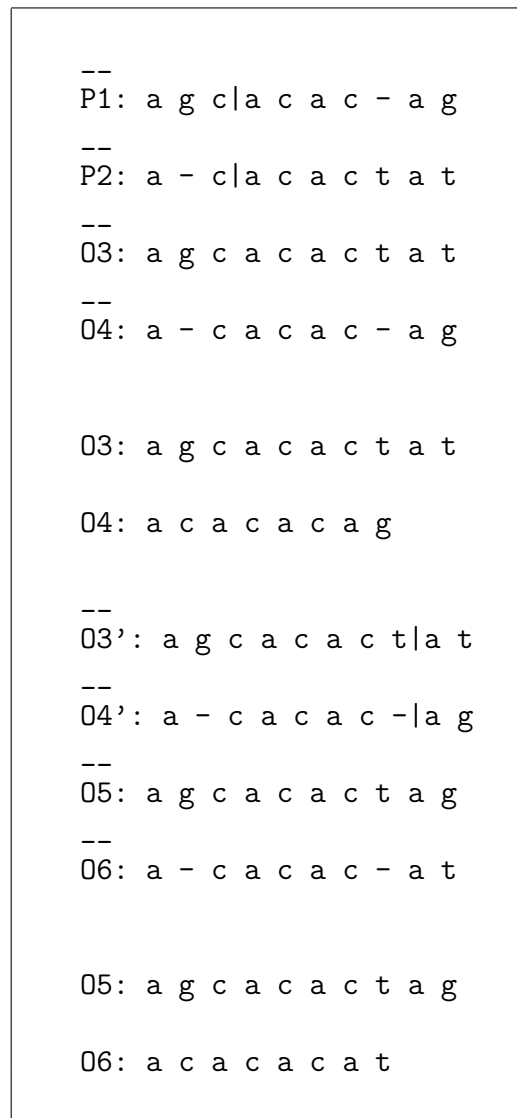 --
P1: a g c|a c a c - a g
--
P2: a - c|a c a c t a t
--
O3: a g c a c a c t a t
--
O4: a - c a c a c - a g
O3: a g c a c a c t a t
O4: a c a c a c a g
--
O3': a g c a c a c t|a t
--
O4': a - c a c a c -|a g
--
O5: a g c a c a c t a g
--
O6: a - c a c a c - a t
O5: a g c a c a c t a g
O6: a c a c a c a t